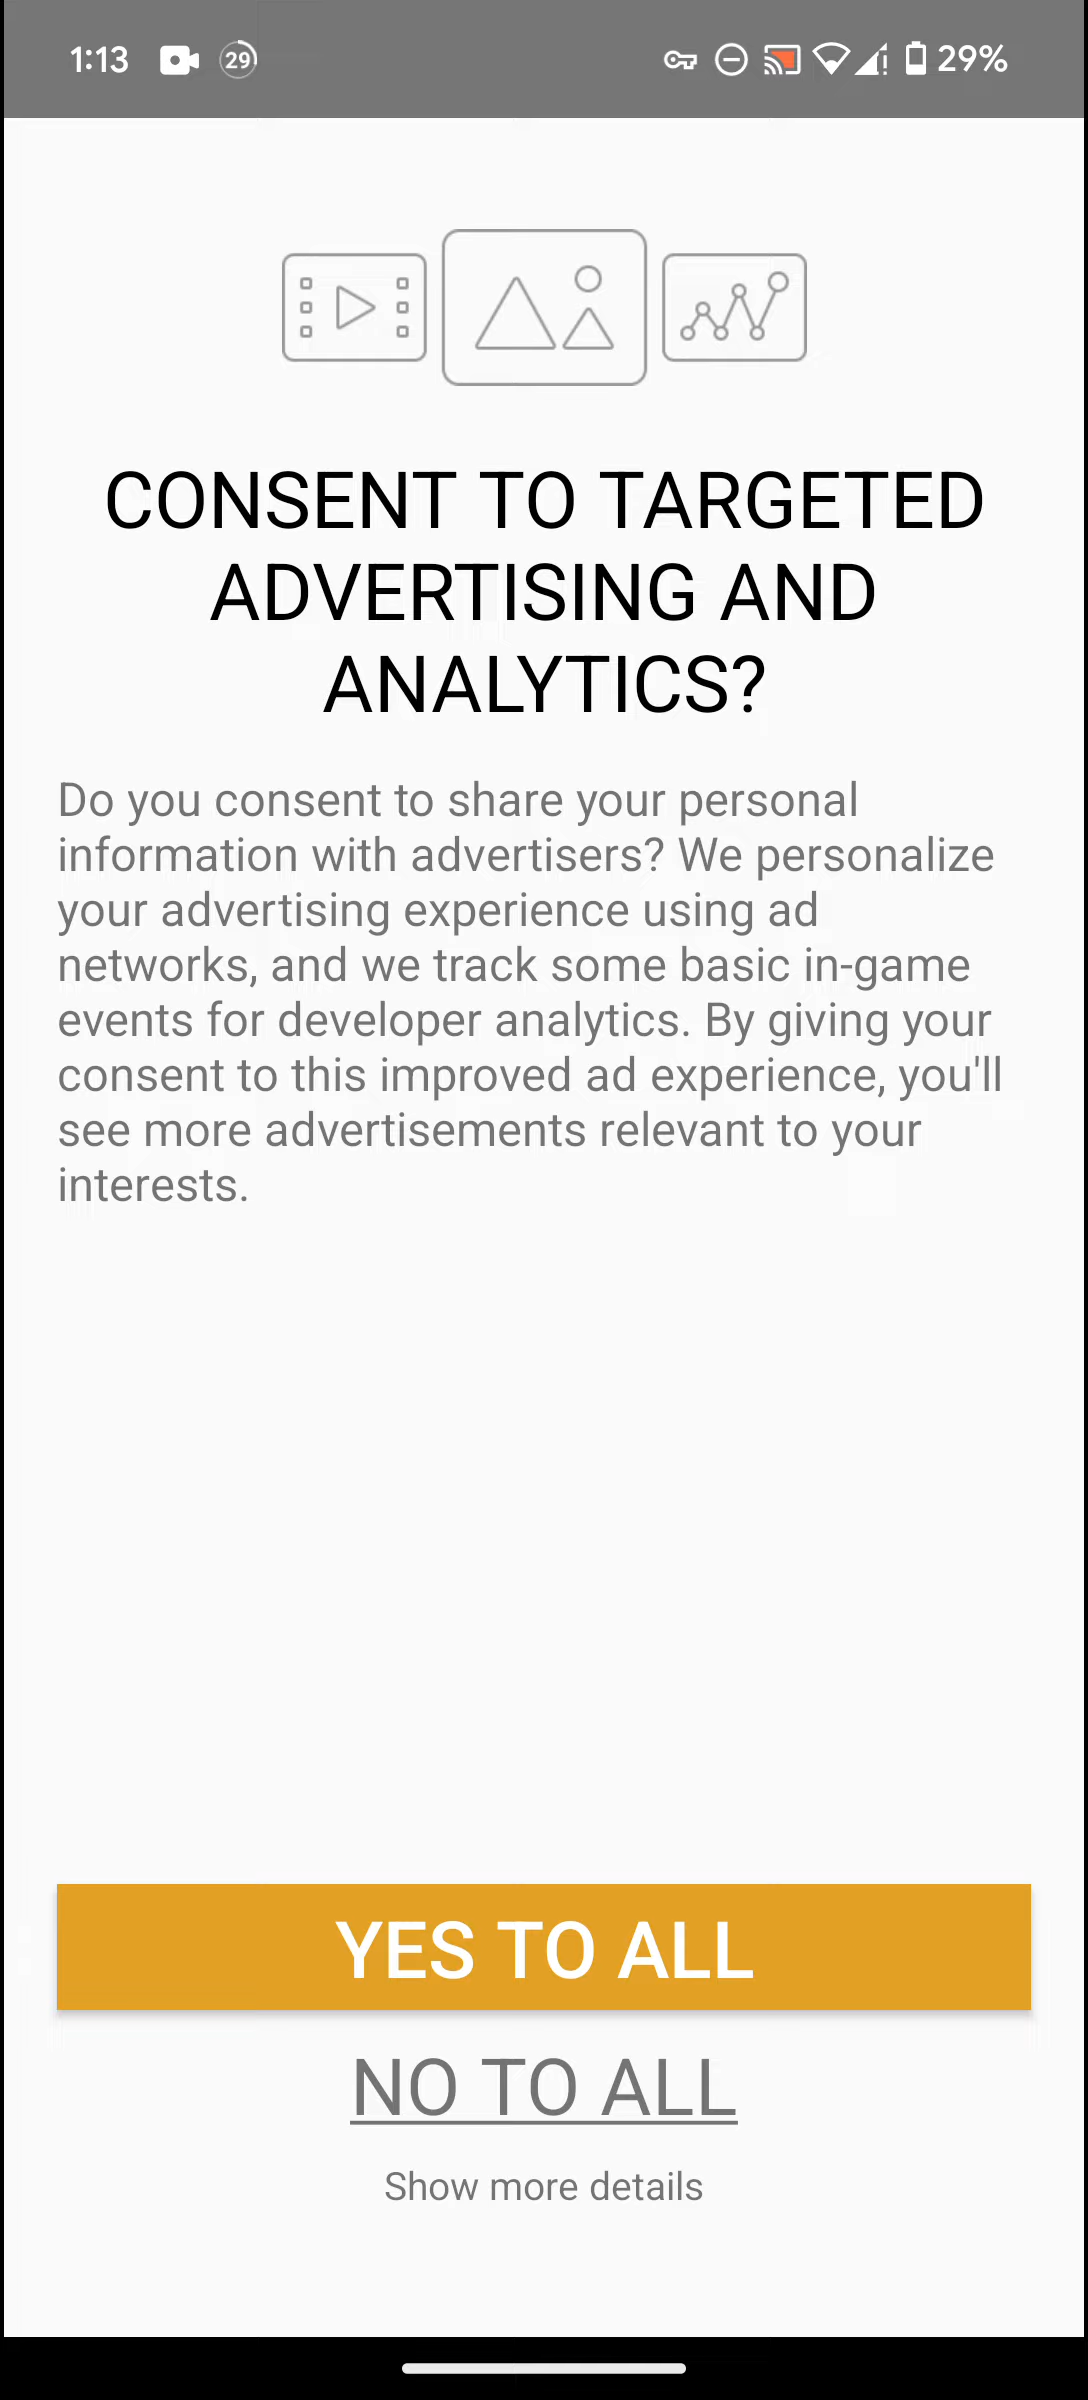 1:13 29 29%
CONSENT TO TARGETED
ADVERTISING AND
ANALYTICS?
Do you consent to share your personal
information with advertisers? We personalize
your advertising experience using ad
networks, and we track some basic in-game
events for developer analytics. By giving your
consent to this improved ad experience, you'll
see more advertisements relevant to your
interests.
YES TO ALL
NO TO ALL
Show more details